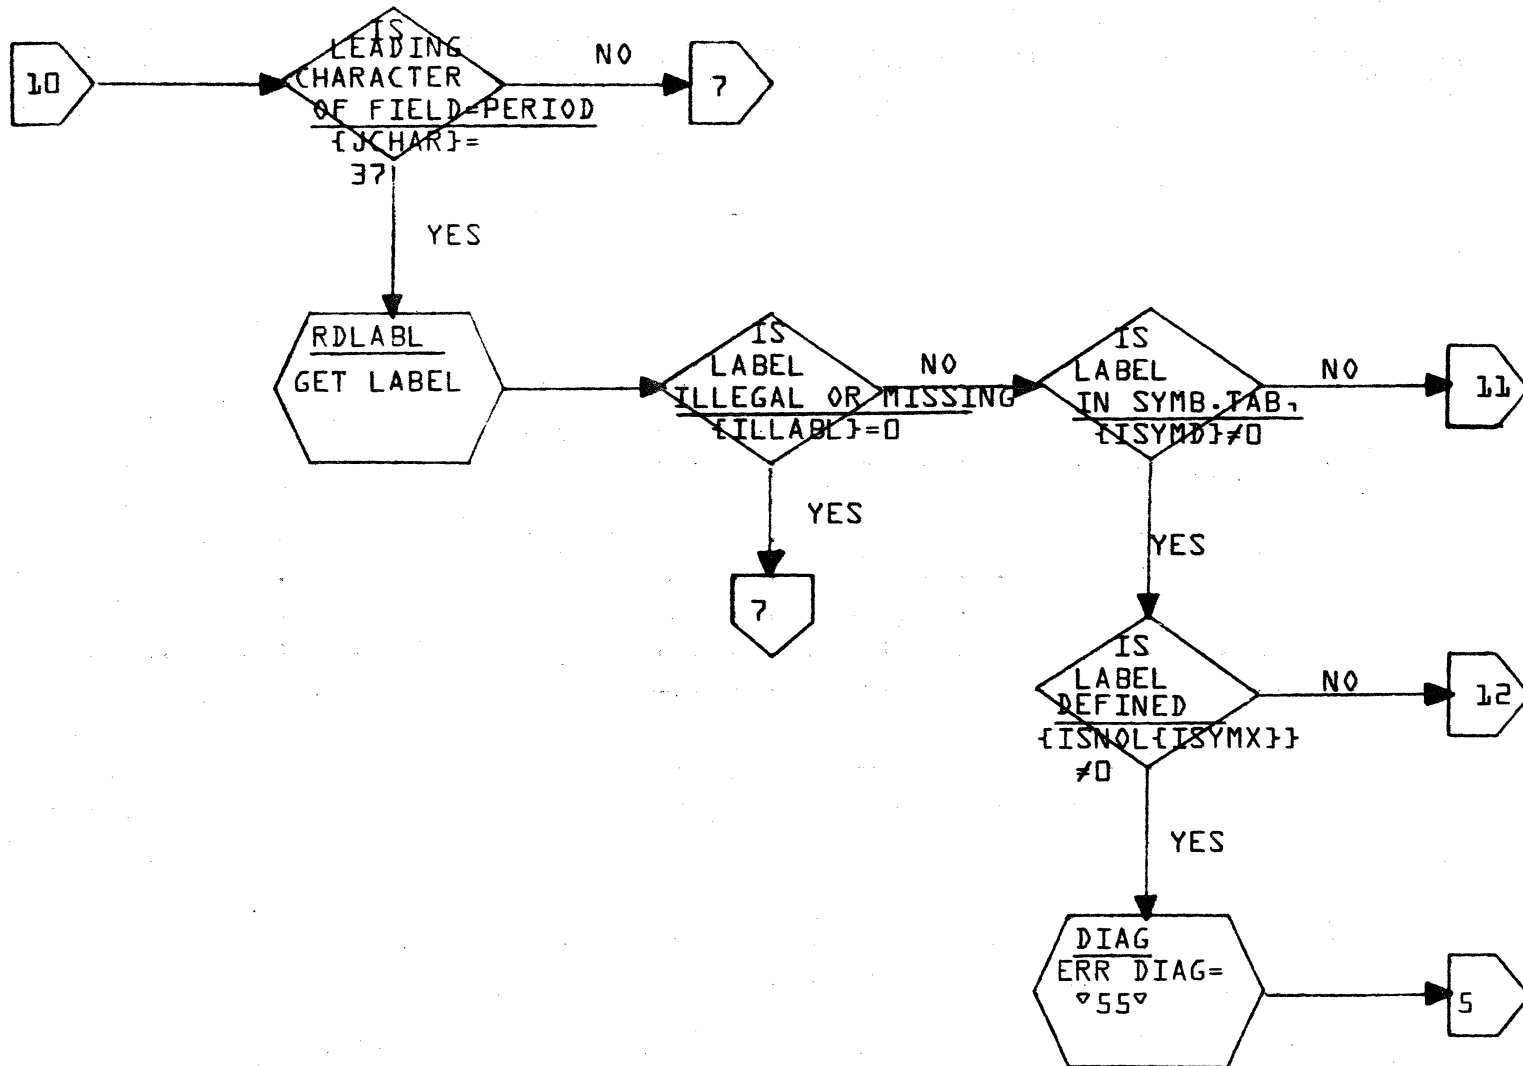 10
IS
LEADING
CHARACTER
OF FIELD=PERIOD
{JCHAR}=
37
NO
7
YES
RDLABL
GET LABEL
IS
LABEL
ILLEGAL OR MISSING
{ILLABL}=0
NO
YES
7
IS
LABEL
IN SYMB.TAB,
{ISYMD}≠0
NO
11
YES
IS
LABEL
DEFINED
{ISNOL{ISYMX}}
≠0
NO
12
YES
DIAG
ERR DIAG=
▿55▿
5